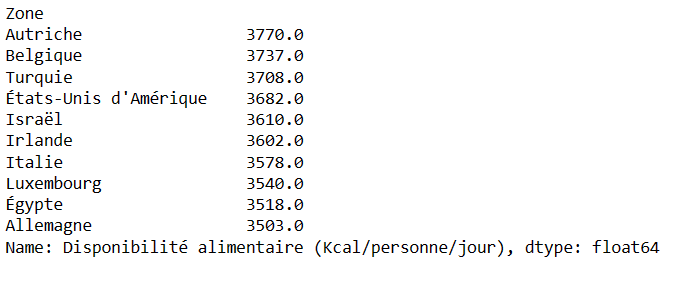 Zone
Autriche 3770.0
Belgique 3737.0
Turquie 3708.0
États-Unis d'Amérique 3682.0
Israël 3610.0
Irlande 3602.0
Italie 3578.0
Luxembourg 3540.0
Égypte 3518.0
Allemagne 3503.0
Name: Disponibilité alimentaire (Kcal/personne/jour), dtype: float64